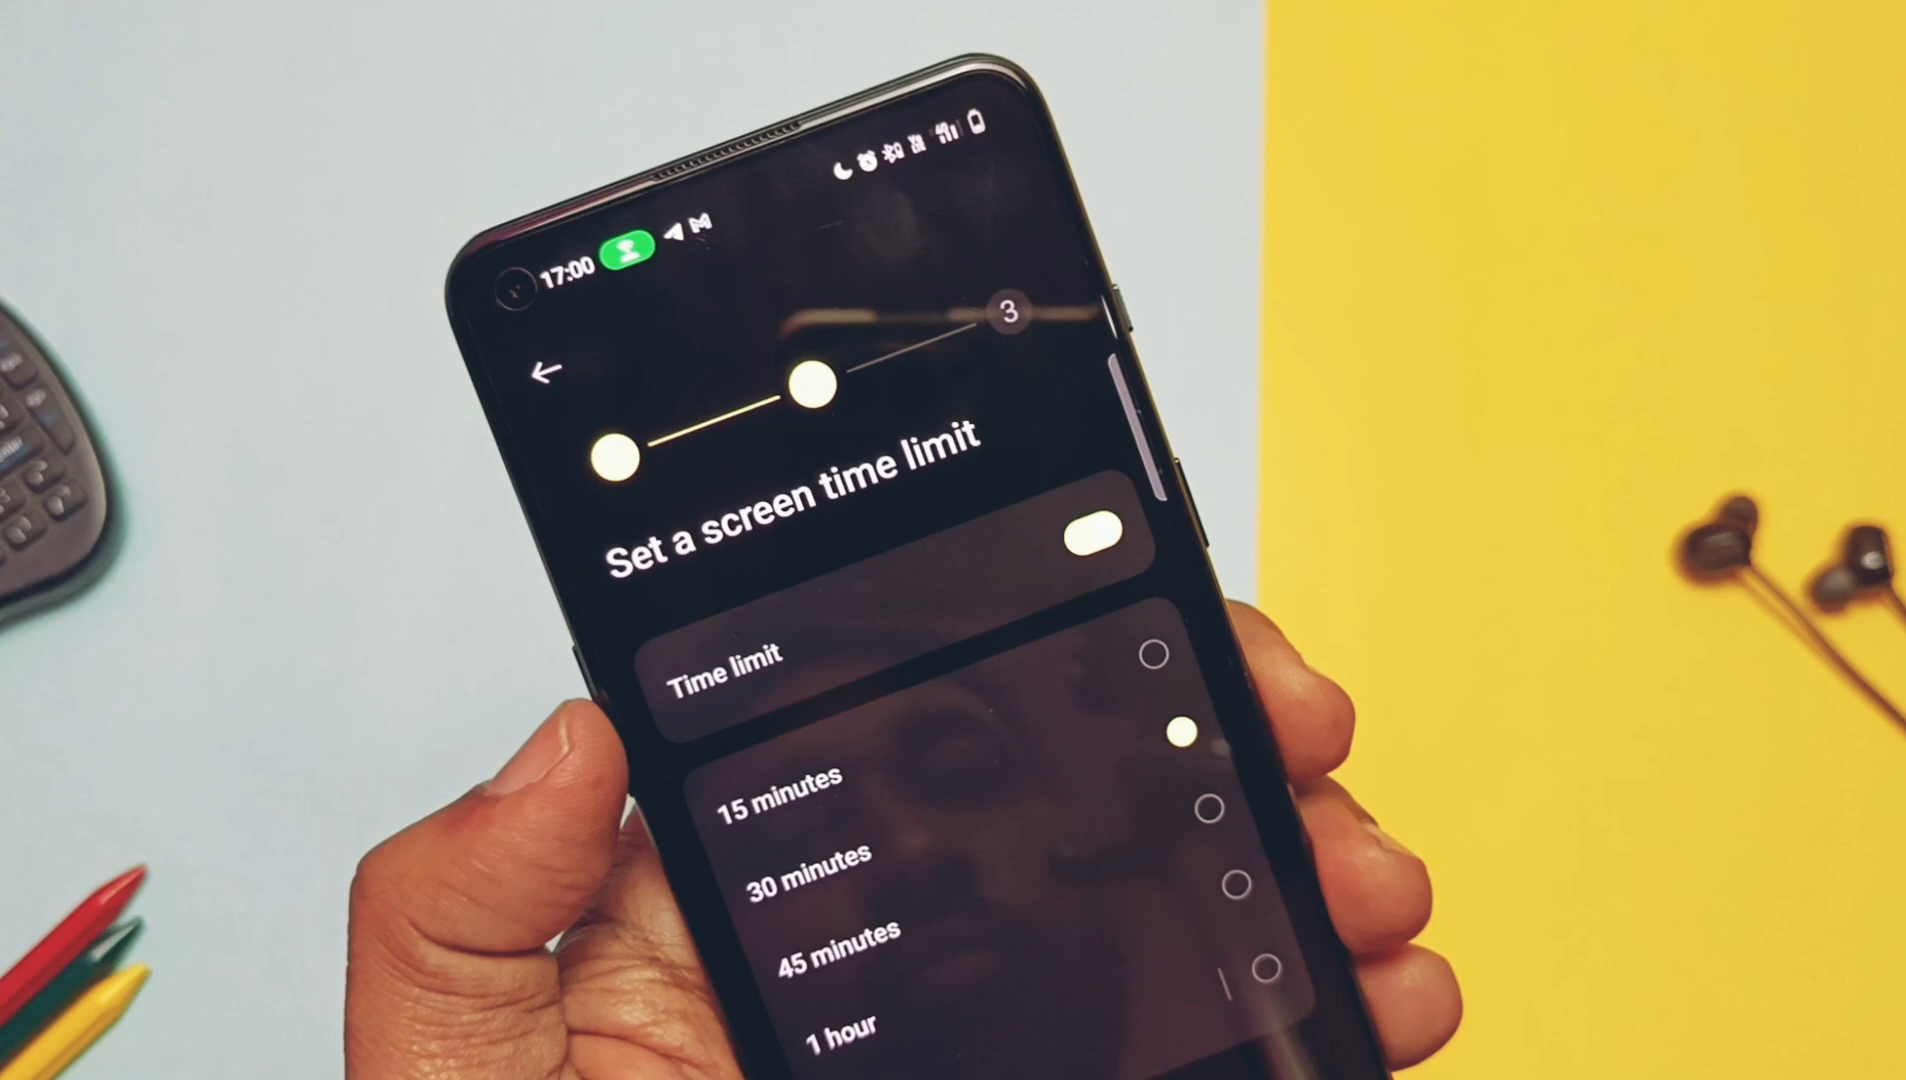 17:00
3
Set a screen time limit
Time limit
15 minutes
30 minutes
45 minutes
1 hour